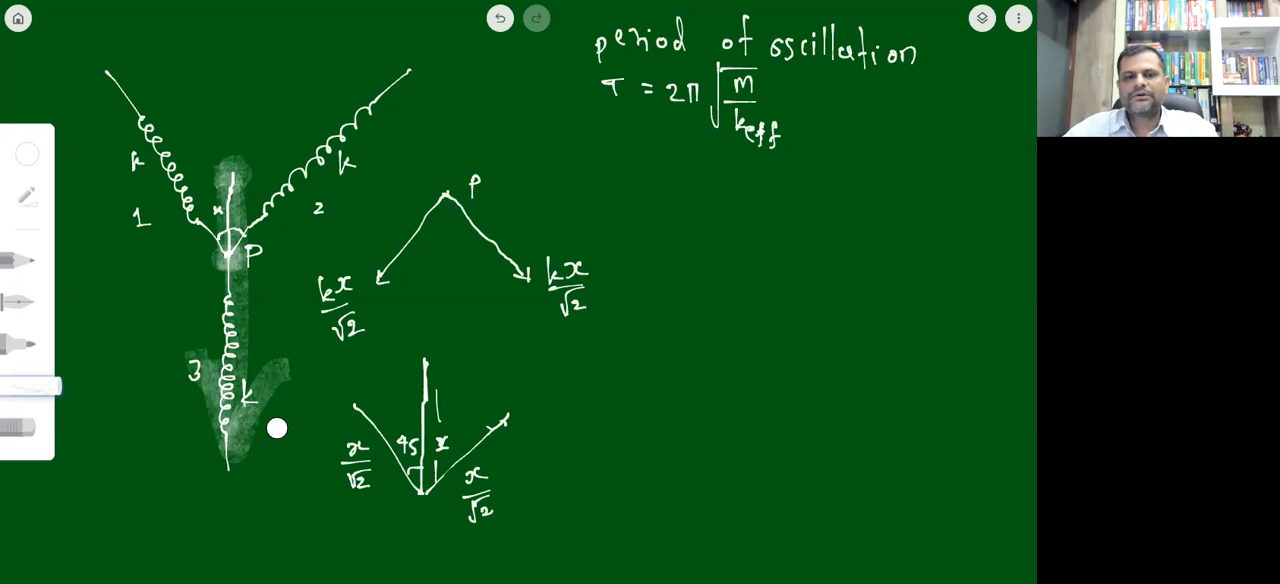 period of oscillation
T = 2π √(m/keff)
k
k
1
x
2
P
P
kx/√2
kx/√2
3
k
45
x
x/√2
x/√2